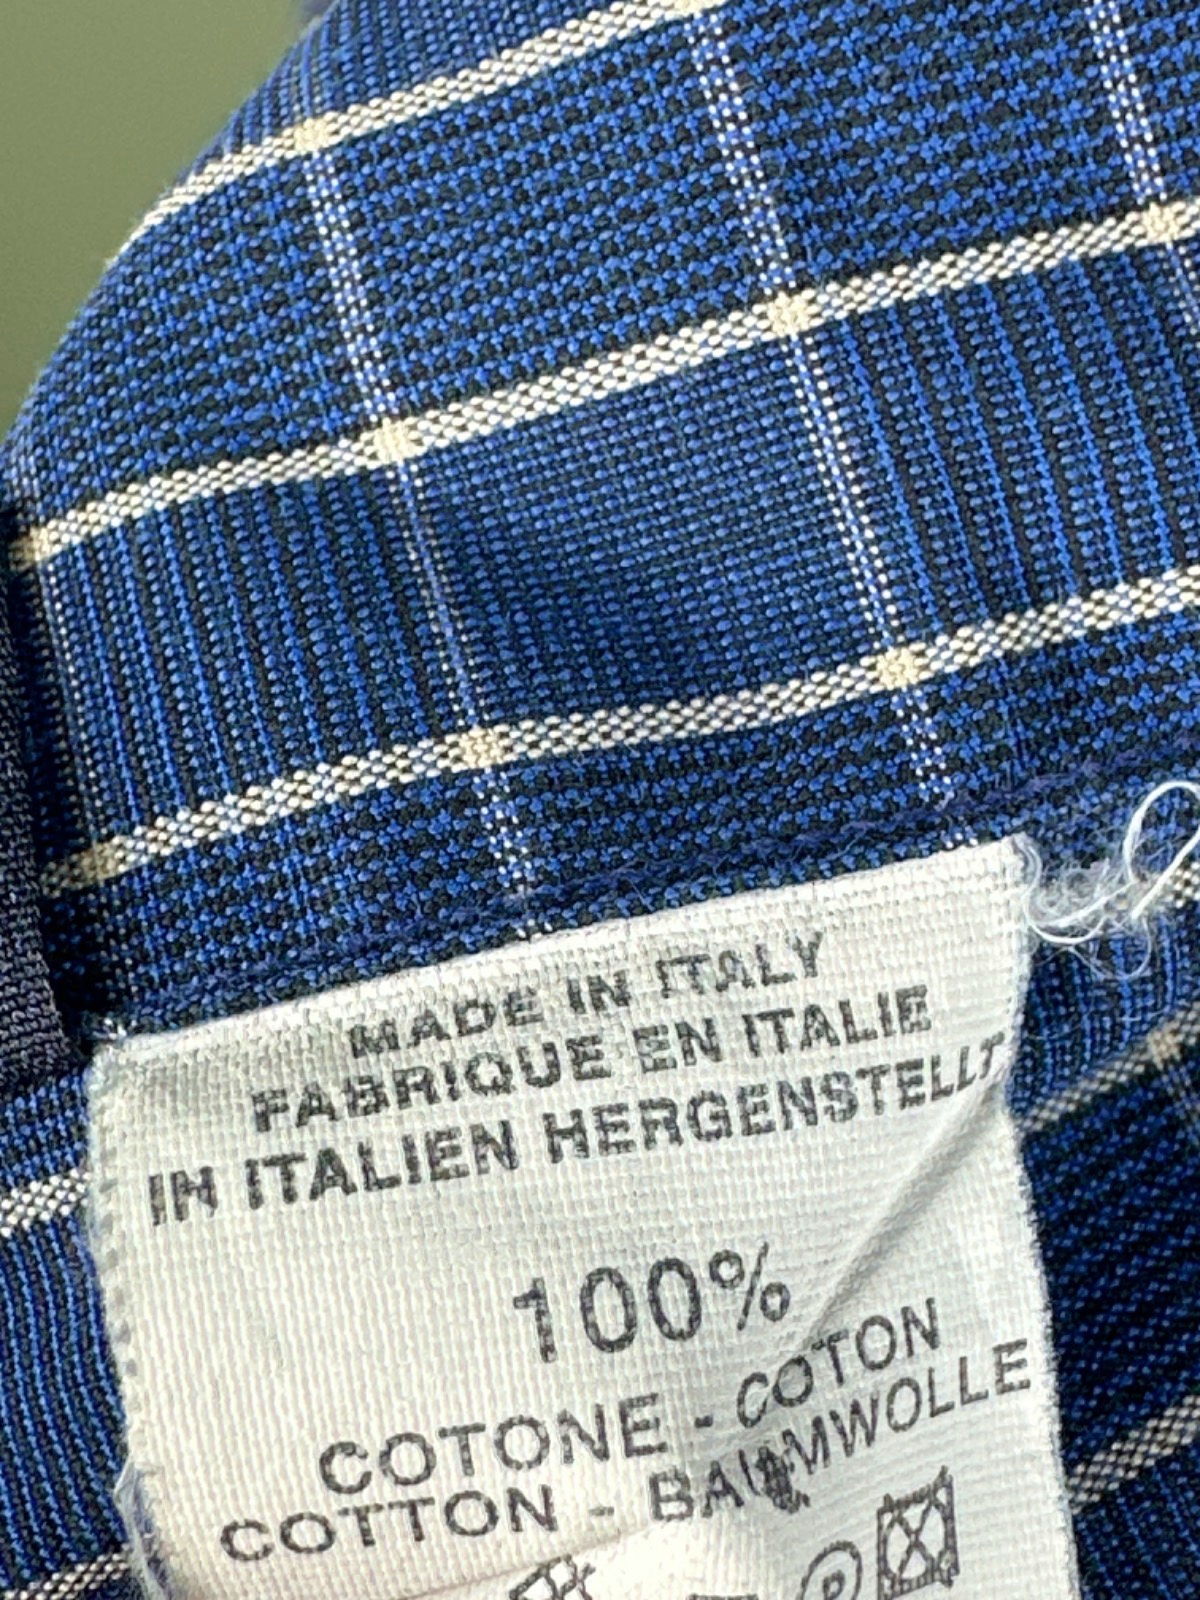 MADE IN ITALY
FABRIQUE EN ITALIE
IN ITALIEN HERGENSTELLT
100%
COTONE - COTON
COTTON - BAUMWOLLE
P